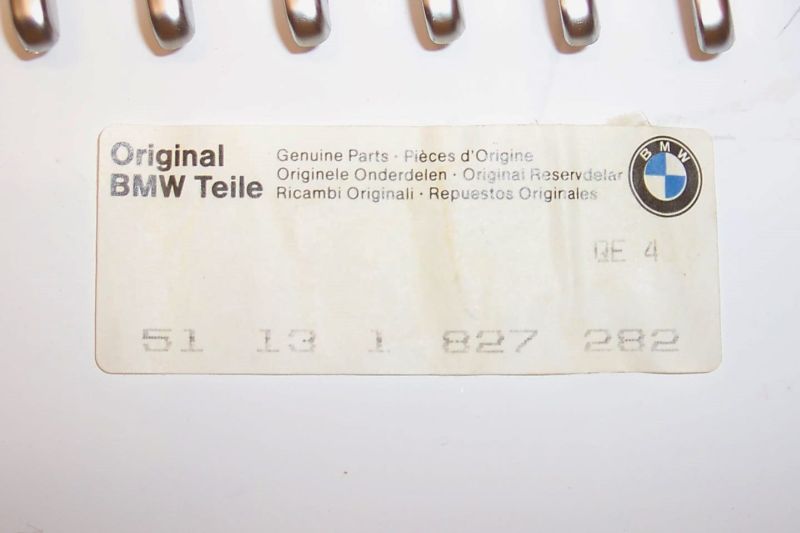 Original
BMW Teile
Genuine Parts · Pièces d'Origine
Originele Onderdelen · Original Reservdelar
Ricambi Originali · Repuestos Originales
BMW
QE 4
51 13 1 827 282